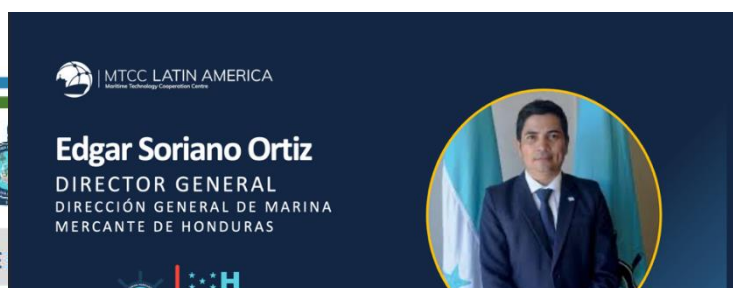 MTCC LATIN AMERICA
Maritime Technology Cooperation Centre
Edgar Soriano Ortiz
DIRECTOR GENERAL
DIRECCIÓN GENERAL DE MARINA
MERCANTE DE HONDURAS
H